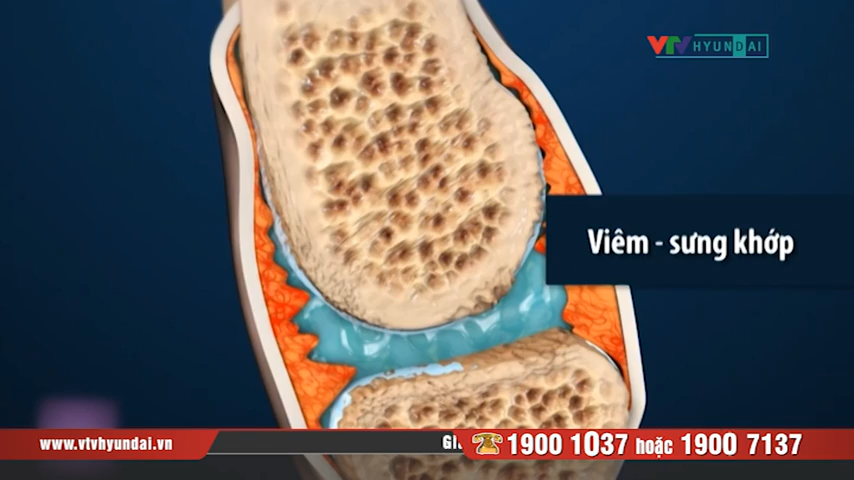 VTV HYUNDAI
Viêm - sưng khớp
www.vtvhyundai.vn
1900 1037 hoặc 1900 7137